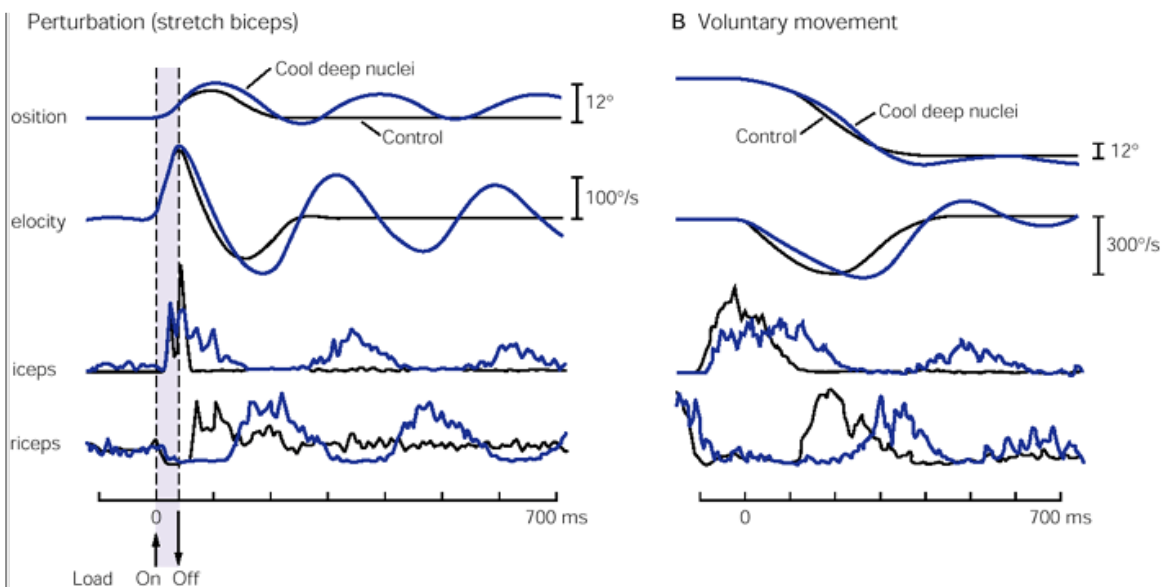 Perturbation (stretch biceps)
Cool deep nuclei
osition
12°
Control
elocity
100°/s
iceps
riceps
0
700 ms
Load
On
Off
B Voluntary movement
Control
Cool deep nuclei
12°
300°/s
0
700 ms